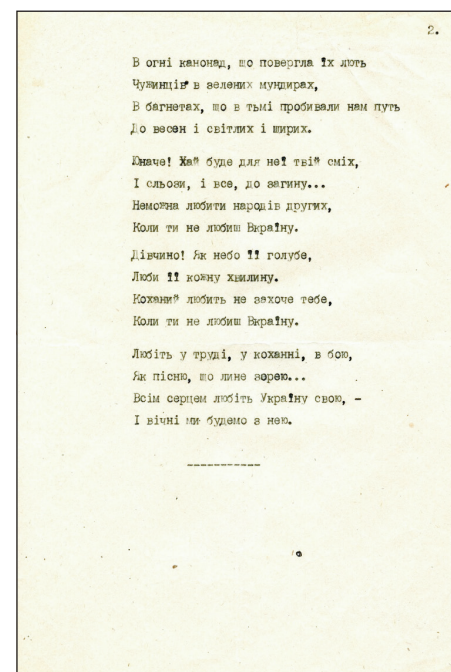 2.
В огні канонад, що повергла їх лють
Чужинців в зелених мундирах,
В багнетах, що в тьмі пробивали нам путь
До весен і світлих і щирих.
Юначе! Хай буде для неї твій сміх,
І сльози, і все, до загину...
Неможна любити народів других,
Коли ти не любиш Вкраїну.
Дівчино! Як небо її голубе,
Люби її кожну хвилину.
Коханий любить не захоче тебе,
Коли ти не любиш Вкраїну.
Любіть у труді, у коханні, в бою,
Як пісню, що лине зорею...
Всім серцем любіть Україну свою, –
І вічні ми будемо з нею.
-----------